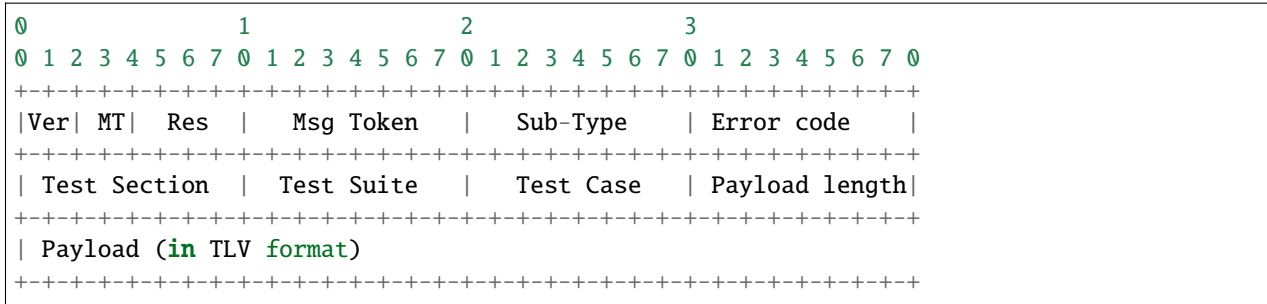 0                   1                   2                   3
0 1 2 3 4 5 6 7 0 1 2 3 4 5 6 7 0 1 2 3 4 5 6 7 0 1 2 3 4 5 6 7 0
+-+-+-+-+-+-+-+-+-+-+-+-+-+-+-+-+-+-+-+-+-+-+-+-+-+-+-+-+-+-+-+-+
|Ver| MT|  Res  |   Msg Token   |   Sub-Type    | Error code    |
+-+-+-+-+-+-+-+-+-+-+-+-+-+-+-+-+-+-+-+-+-+-+-+-+-+-+-+-+-+-+-+-+
| Test Section  |  Test Suite   |   Test Case   | Payload length|
+-+-+-+-+-+-+-+-+-+-+-+-+-+-+-+-+-+-+-+-+-+-+-+-+-+-+-+-+-+-+-+-+
| Payload (in TLV format)
+-+-+-+-+-+-+-+-+-+-+-+-+-+-+-+-+-+-+-+-+-+-+-+-+-+-+-+-+-+-+-+-+